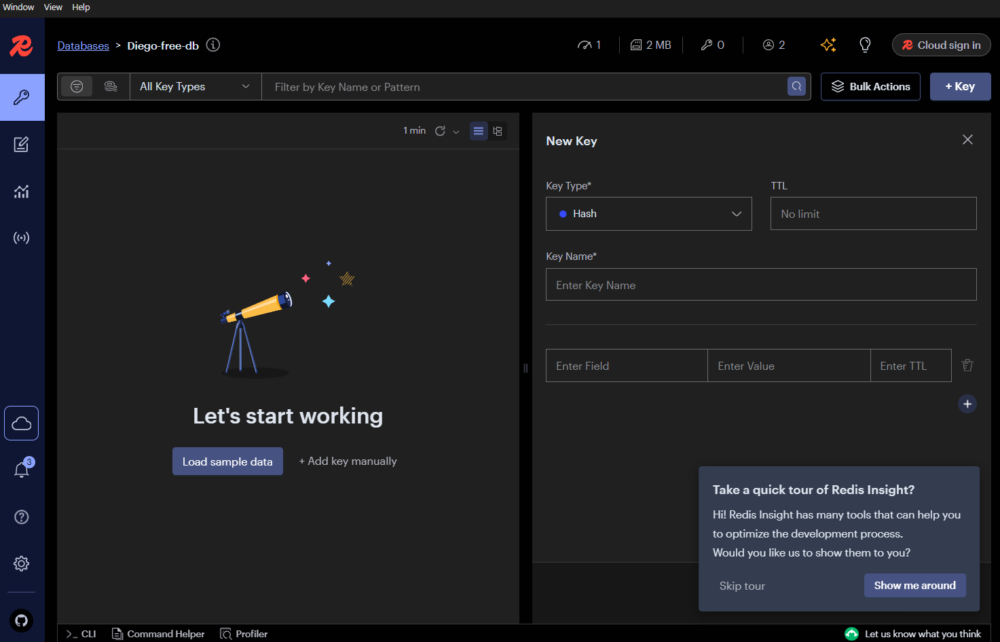 Window View Help
Databases > Diego-free-db
1
2 MB
0
2
Cloud sign in
All Key Types
Filter by Key Name or Pattern
Bulk Actions
+ Key
1 min
New Key
Key Type*
TTL
Hash
No limit
Key Name*
Enter Key Name
Enter Field
Enter Value
Enter TTL
Let's start working
Load sample data
+ Add key manually
3
Take a quick tour of Redis Insight?
Hi! Redis Insight has many tools that can help you
to optimize the development process.
Would you like us to show them to you?
Skip tour
Show me around
>_ CLI
Command Helper
Profiler
Let us know what you think